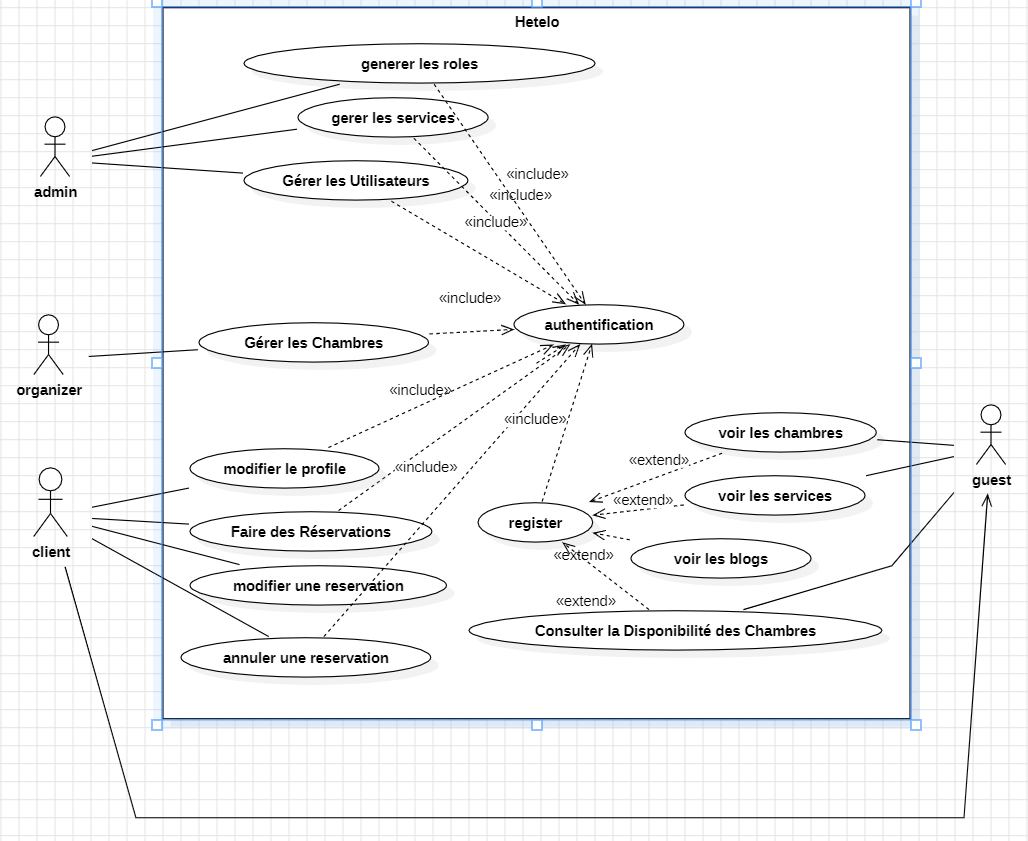 Hetelo
generer les roles
gerer les services
admin
Gérer les Utilisateurs
«include»
«include»
«include»
«include»
authentification
Gérer les Chambres
organizer
«include»
«include»
voir les chambres
modifier le profile
«include»
«extend»
guest
voir les services
«extend»
client
Faire des Réservations
register
«extend»
voir les blogs
modifier une reservation
«extend»
Consulter la Disponibilité des Chambres
annuler une reservation